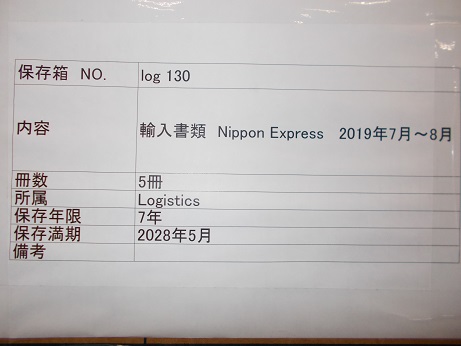 保存箱 NO. log 130
内容 輸入書類 Nippon Express 2019年7月～8月
冊数 5冊
所属 Logistics
保存年限 7年
保存満期 2028年5月
備考